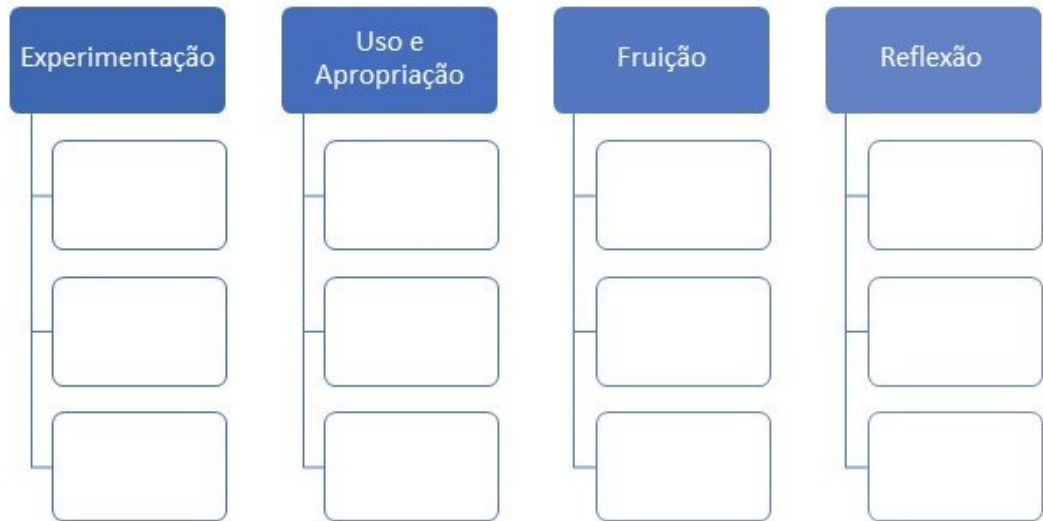 Experimentação
Uso e
Apropriação
Fruição
Reflexão